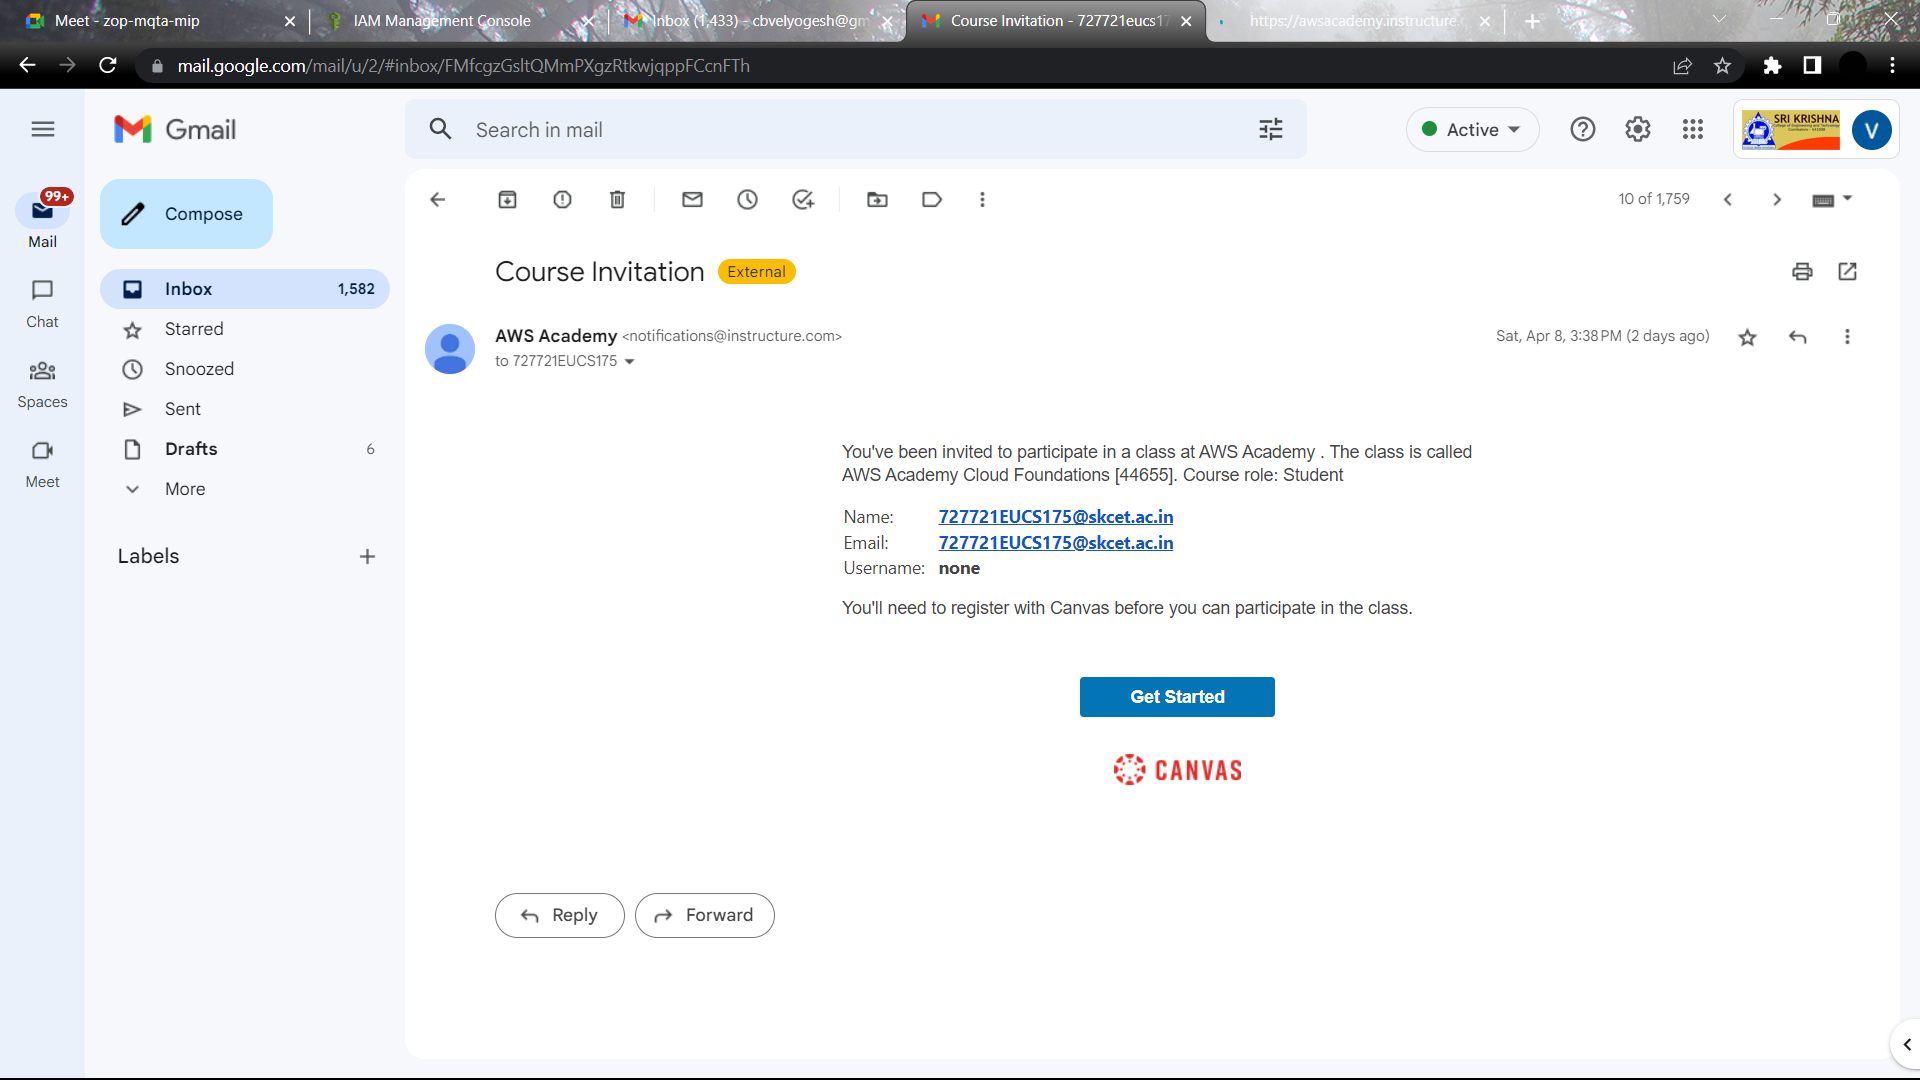 Meet - zop-mqta-mip
IAM Management Console
Inbox (1,433) - cbvelyogesh@gm
Course Invitation - 727721eucs17
https://awsacademy.instructure.c
mail.google.com/mail/u/2/#inbox/FMfcgzGsltQMmPXgzRtkwjqppFCcnFTh
Gmail
Search in mail
Active
SRI KRISHNA
College of Engineering and Technology
V
99+
Mail
Chat
Spaces
Meet
Compose
Inbox 1,582
Starred
Snoozed
Sent
Drafts 6
More
Labels
10 of 1,759
Course Invitation External
AWS Academy <notifications@instructure.com>
Sat, Apr 8, 3:38 PM (2 days ago)
to 727721EUCS175
You've been invited to participate in a class at AWS Academy . The class is called
AWS Academy Cloud Foundations [44655]. Course role: Student
Name: 727721EUCS175@skcet.ac.in
Email: 727721EUCS175@skcet.ac.in
Username: none
You'll need to register with Canvas before you can participate in the class.
Get Started
CANVAS
Reply
Forward